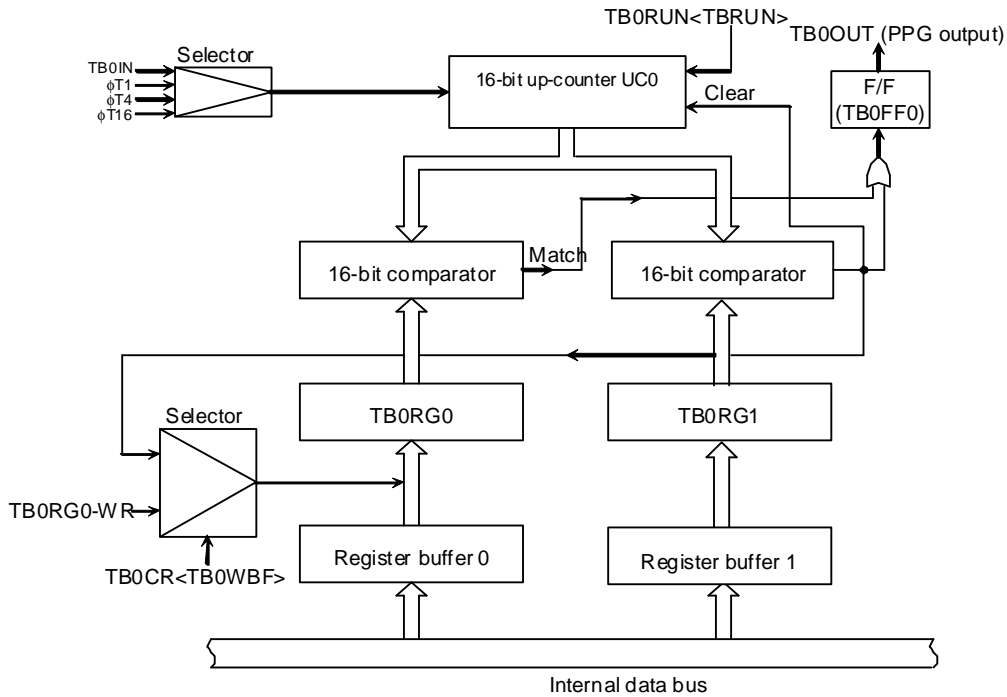 TB0RUN<TBRUN>
TB0OUT (PPG output)
Selector
TB0IN
ϕT1
ϕT4
ϕT16
16-bit up-counter UC0
Clear
F/F
(TB0FF0)
16-bit comparator
Match
16-bit comparator
TB0RG0
TB0RG1
Selector
TB0RG0-WR
TB0CR<TB0WBF>
Register buffer 0
Register buffer 1
Internal data bus